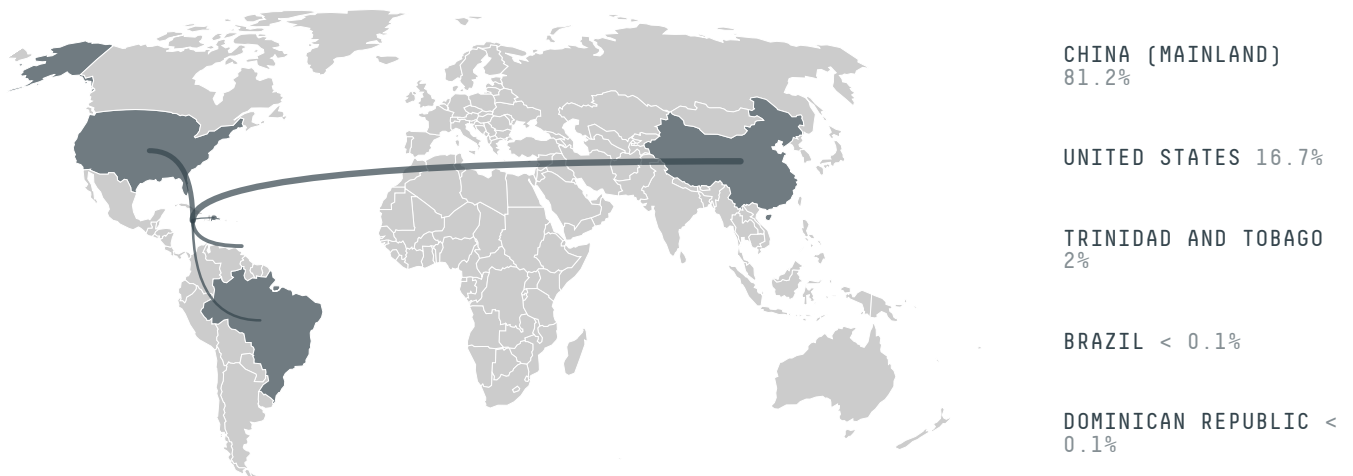 CHINA (MAINLAND)
81.2%
UNITED STATES 16.7%
TRINIDAD AND TOBAGO
2%
BRAZIL < 0.1%
DOMINICAN REPUBLIC <
0.1%